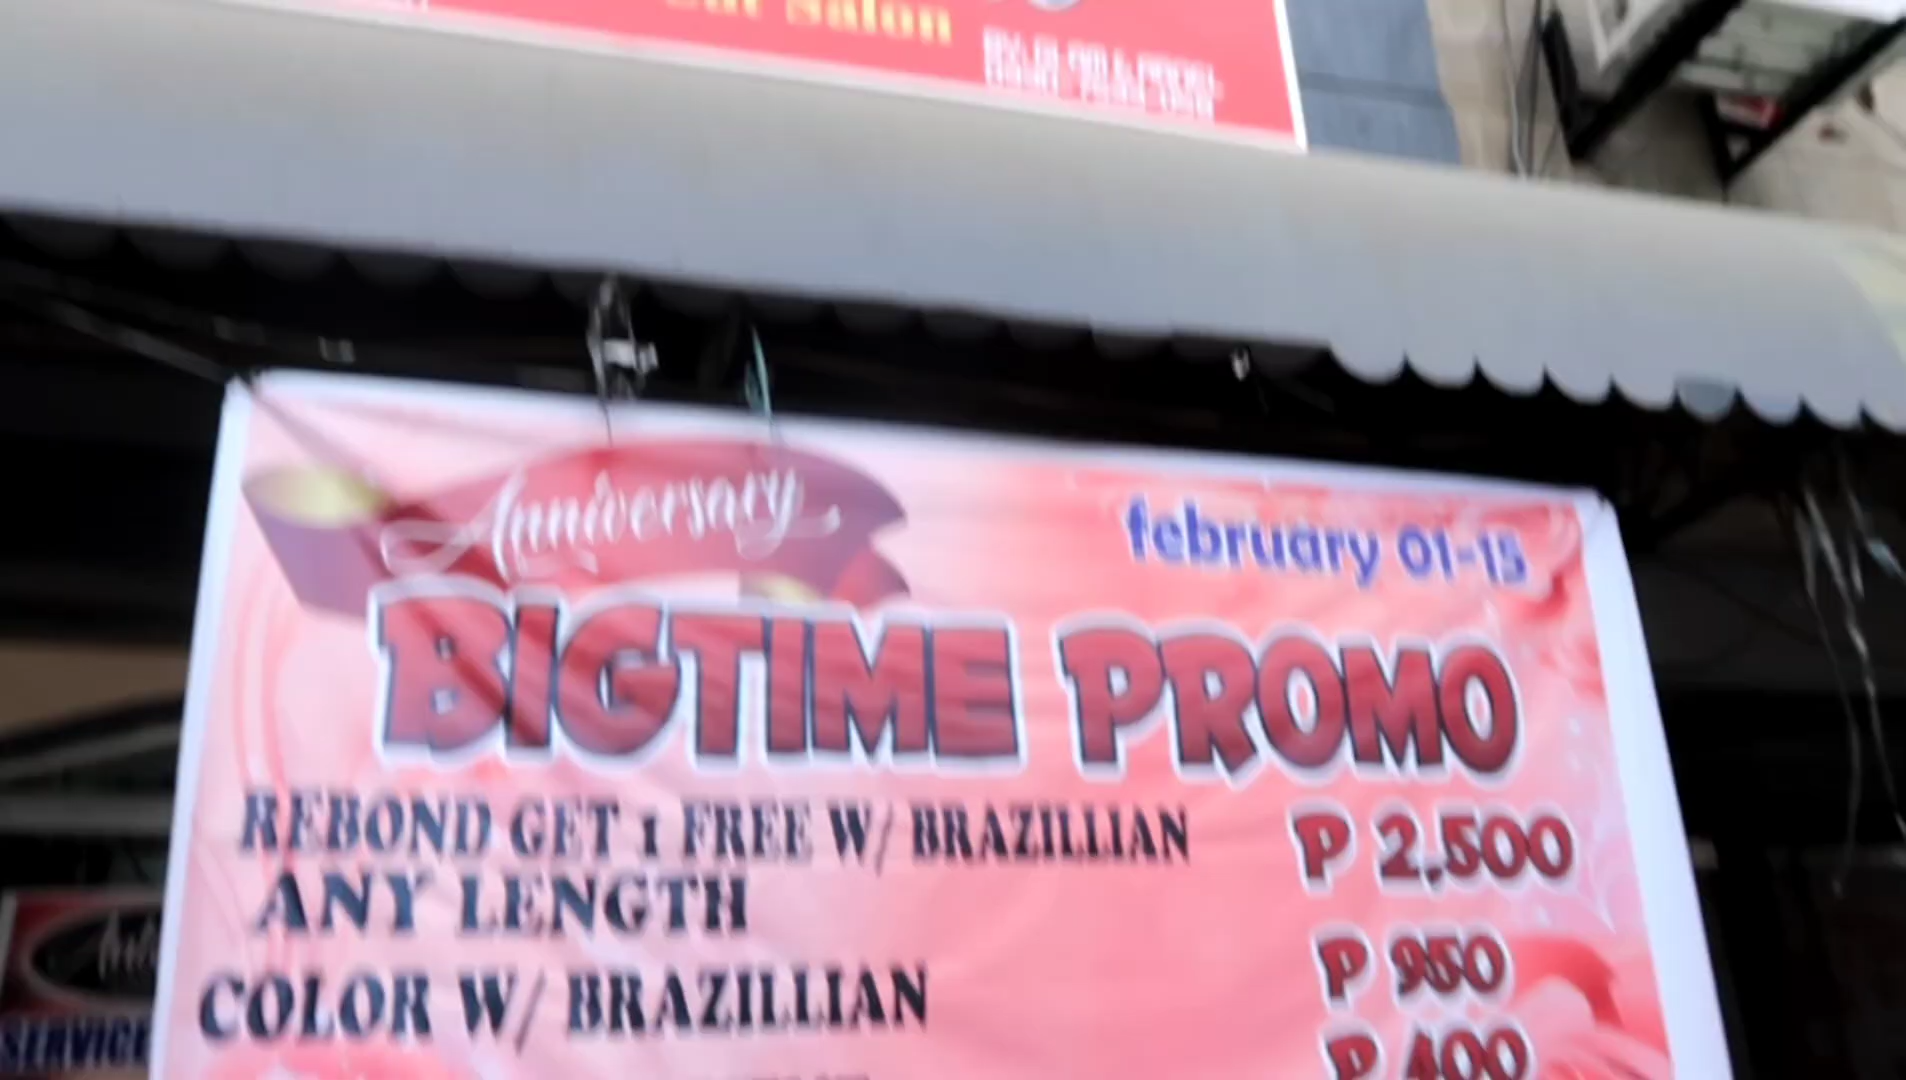 salon
Anniversary
february 01-15
BIGTIME PROMO
REBOND GET 1 FREE W/ BRAZILLIAN
P 2,500
ANY LENGTH
COLOR W/ BRAZILLIAN
P 950
P 400
SERVICE